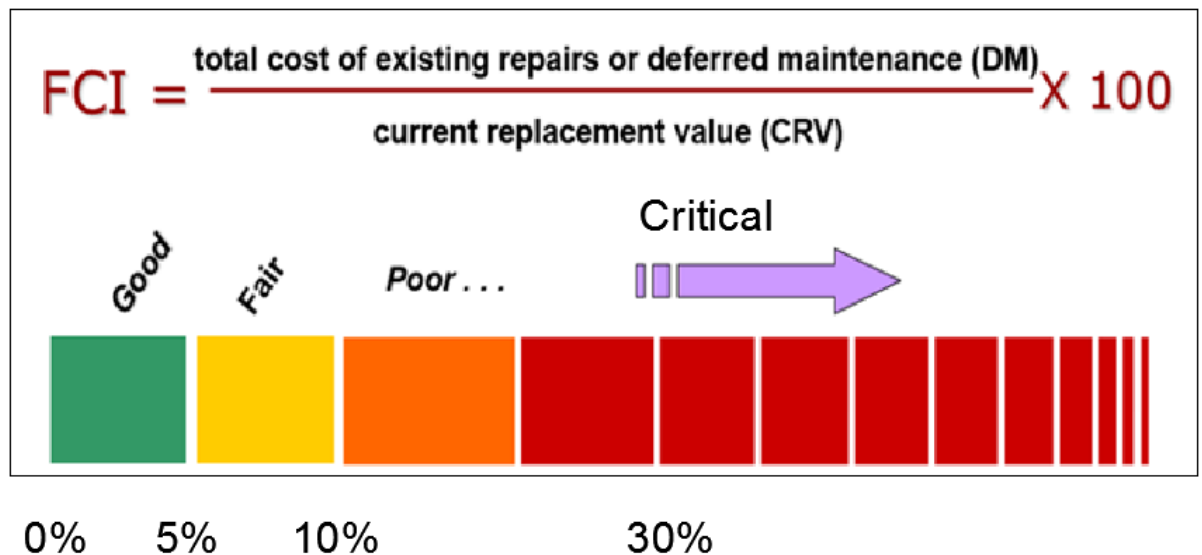 total cost of existing repairs or deferred maintenance (DM)
FCI = X 100
current replacement value (CRV)
Critical
Good Fair Poor . . .
0% 5% 10% 30%